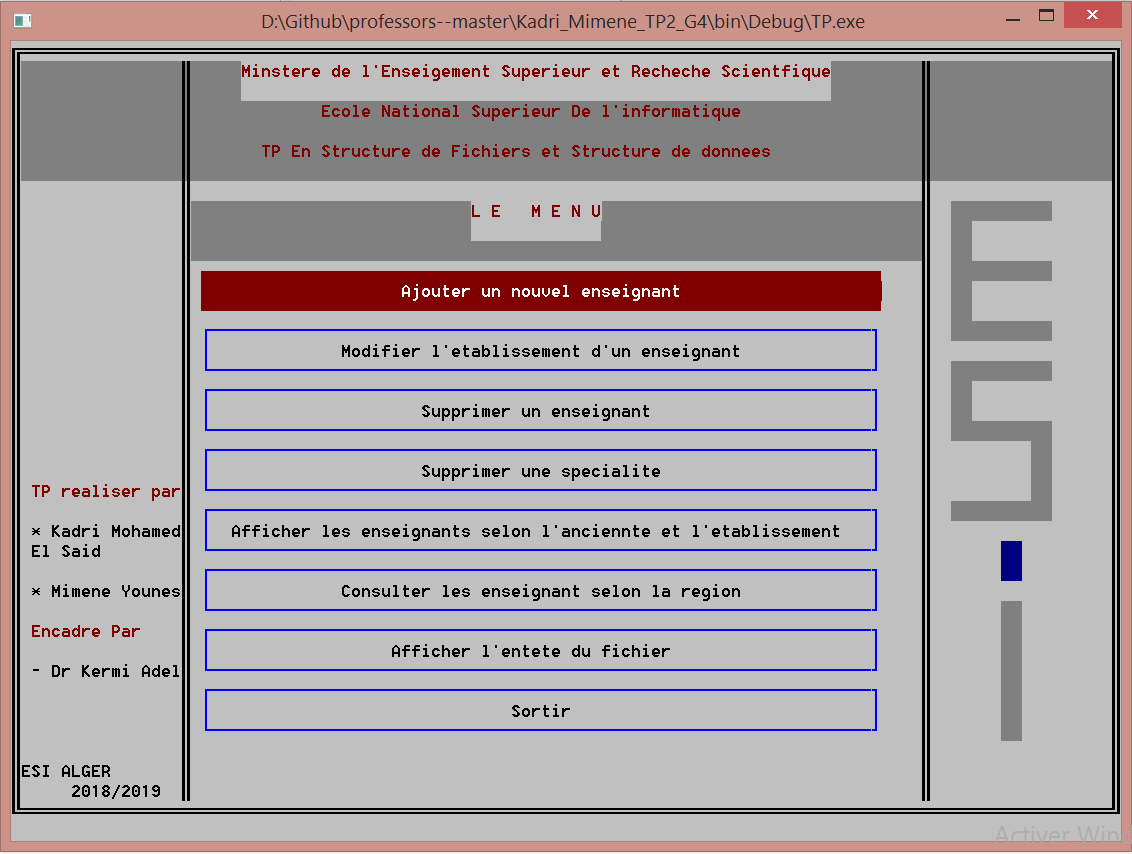 D:\Github\professors--master\Kadri_Mimene_TP2_G4\bin\Debug\TP.exe
Minstere de l'Enseigement Superieur et Recheche Scientfique
Ecole National Superieur De l'informatique
TP En Structure de Fichiers et Structure de donnees
L E M E N U
Ajouter un nouvel enseignant
Modifier l'etablissement d'un enseignant
Supprimer un enseignant
Supprimer une specialite
Afficher les enseignants selon l'anciennte et l'etablissement
Consulter les enseignant selon la region
Afficher l'entete du fichier
Sortir
TP realiser par
* Kadri Mohamed
El Said
* Mimene Younes
Encadre Par
- Dr Kermi Adel
ESI ALGER
2018/2019
E
S
i
Activer Win